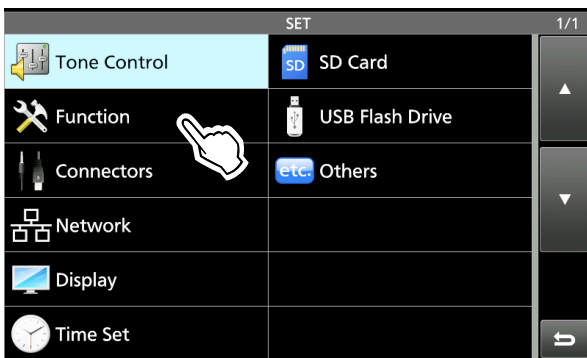 SET 1/1
Tone Control
Function
Connectors
Network
Display
Time Set
SD SD Card
USB Flash Drive
etc. Others